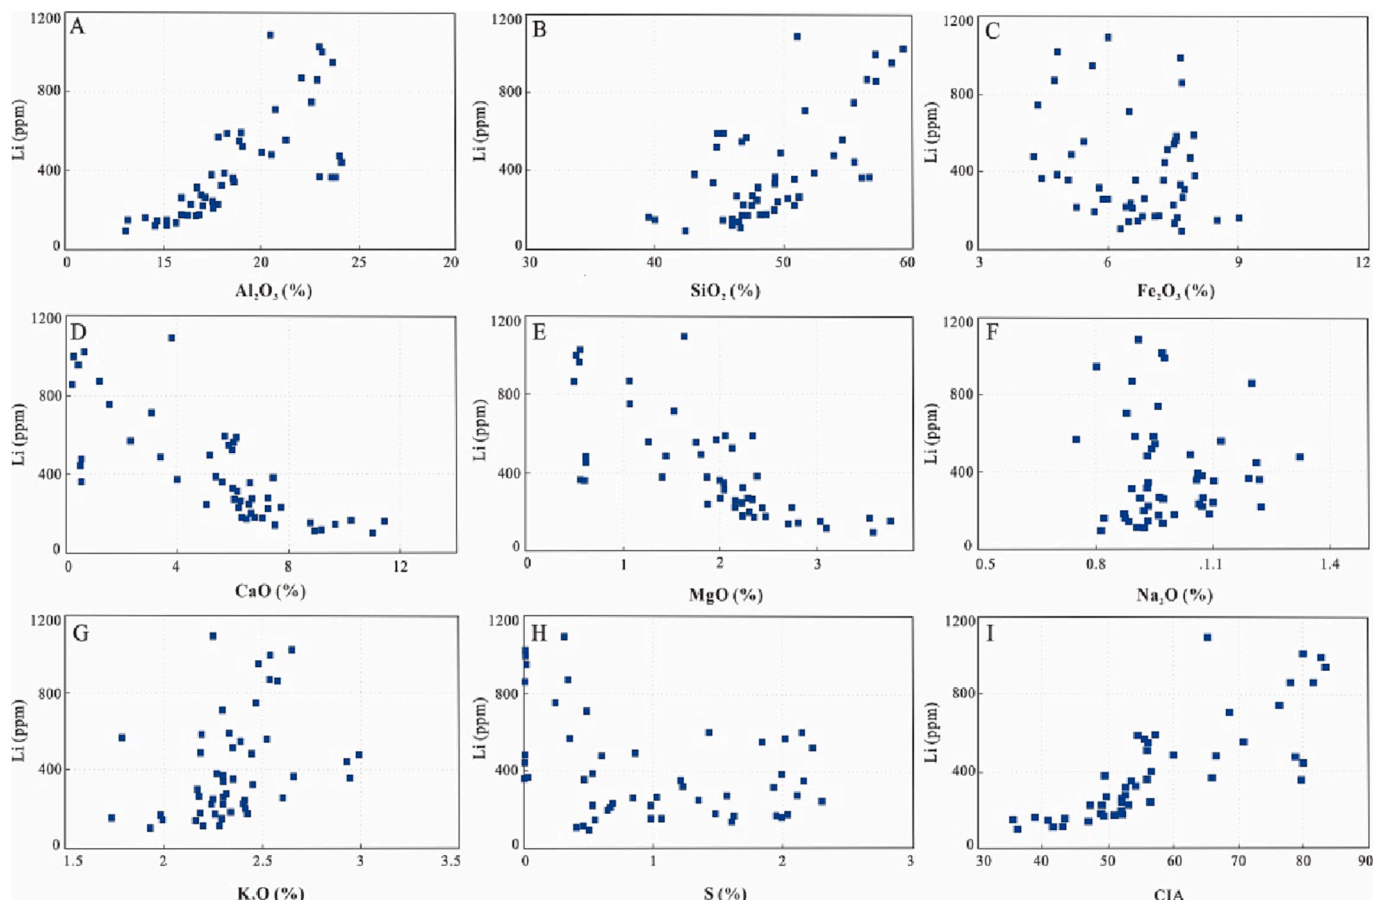 A
1200
800
400
0
Li (ppm)
0 15 20 25 20
Al₂O₃ (%)
B
1200
800
400
0
Li (ppm)
30 40 50 60
SiO₂ (%)
C
1200
800
400
0
Li (ppm)
3 6 9 12
Fe₂O₃ (%)
D
1200
800
400
0
Li (ppm)
0 4 8 12
CaO (%)
E
1200
800
380
0
Li (ppm)
0 1 2 3
MgO (%)
F
1200
800
400
0
Li (ppm)
0.5 0.8 .1.1 1.4
Na₂O (%)
G
1200
800
400
0
Li (ppm)
1.5 2 2.5 3 3.5
K₂O (%)
H
1200
800
400
0
Li (ppm)
0 1 2 3
S (%)
I
1200
800
400
0
Li (ppm)
30 40 50 60 70 80 90
CIA